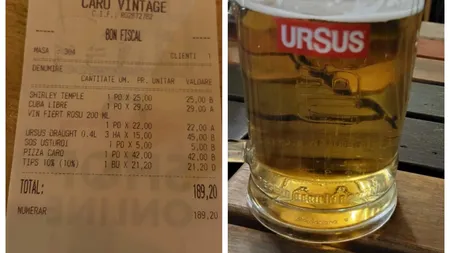 CARU VINTAGE
BON FISCAL
MASA
CLIENTI 1
DENUMIRE
CANTITATE UM. PR. UNITAR VALOARE
SHIRLEY TEMPLE 1 PO X 25,00 25,00 B
CUBA LIBRE 1 PO X 29,00 29,00 A
VIN FIERT ROSU 200 ML
1 PO X 22,00 22,00 A
URSUS DRAUGHT 0.4L 3 HA X 15,00 45,00 B
DOS USTUROI 1 PO X 5,00 5,00 B
PIZZA CARO 1 PO X 42,00 42,00 B
TIPS 10% (10%) 1 BU X 21,20 21,20 D
TOTAL: 189,20
NUMERAR 189,20
ONLINE
URSUS